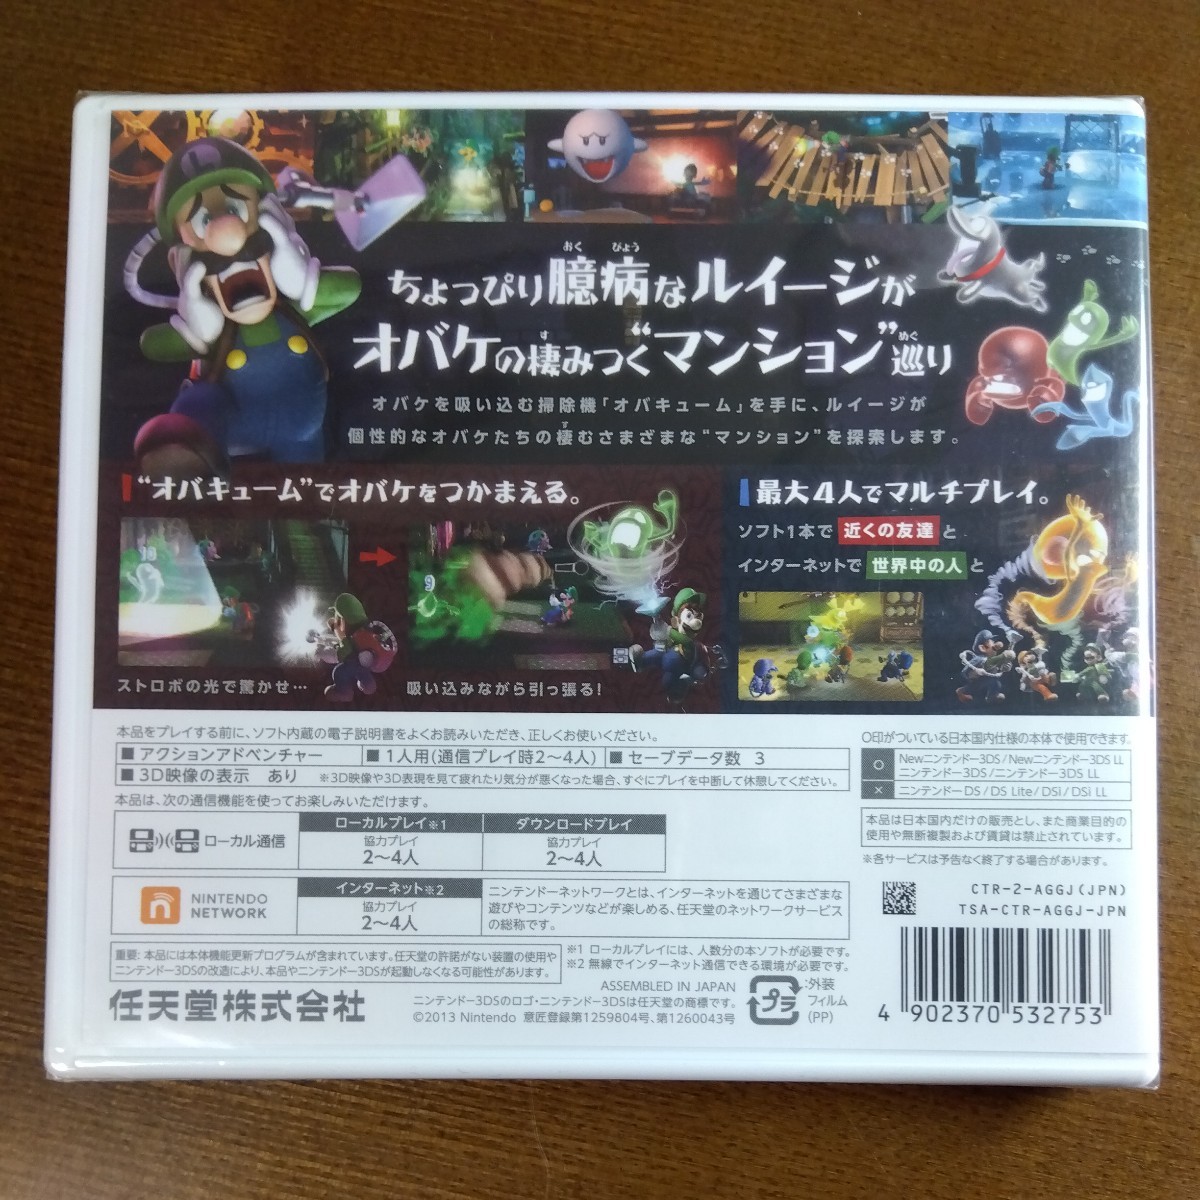 ちょっぴり臆病なルイージが
おく びょう
オバケの棲みつく“マンション”巡り
す めぐ
オバケを吸い込む掃除機「オバキューム」を手に、ルイージが
個性的なオバケたちの棲むさまざまな“マンション”を探索します。
す
“オバキューム”でオバケをつかまえる。
18
9
ストロボの光で驚かせ…
吸い込みながら引っ張る!
最大4人でマルチプレイ。
ソフト1本で 近くの友達 と
インターネットで 世界中の人 と
本品をプレイする前に、ソフト内蔵の電子説明書をよくお読みいただき、正しくお使いください。
■ アクションアドベンチャー ■ 1人用(通信プレイ時2~4人) ■ セーブデータ数 3
■ 3D映像の表示 あり ※3D映像や3D表現を見て疲れたり気分が悪くなった場合、すぐにプレイを中断して休憩してください。
本品は、次の通信機能を使ってお楽しみいただけます。
ローカル通信
ローカルプレイ※1
協力プレイ
2~4人
ダウンロードプレイ
協力プレイ
2~4人
NINTENDO
NETWORK
インターネット※2
協力プレイ
2~4人
ニンテンドーネットワークとは、インターネットを通じてさまざまな
遊びやコンテンツなどが楽しめる、任天堂のネットワークサービス
の総称です。
重要: 本品には本体機能更新プログラムが含まれています。任天堂の許諾がない装置の使用や
ニンテンドー3DSの改造により、本品やニンテンドー3DSが起動しなくなる可能性があります。
※1 ローカルプレイには、人数分の本ソフトが必要です。
※2 無線でインターネット通信できる環境が必要です。
任天堂株式会社
ASSEMBLED IN JAPAN
ニンテンドー3DSのロゴ・ニンテンドー3DSは任天堂の商標です。
©2013 Nintendo 意匠登録第1259804号、第1260043号
プラ
:外装
フィルム
(PP)
○印がついている日本国内仕様の本体で使用できます。
○ Newニンテンドー3DS/Newニンテンドー3DS LL
ニンテンドー3DS/ニンテンドー3DS LL
× ニンテンドーDS/DS Lite/DSi/DSi LL
本品は日本国内だけの販売とし、また商業目的の
使用や無断複製および賃貸は禁止されています。
※各サービスは予告なく終了する場合があります。
CTR-2-AGGJ(JPN)
TSA-CTR-AGGJ-JPN
4 902370 532753